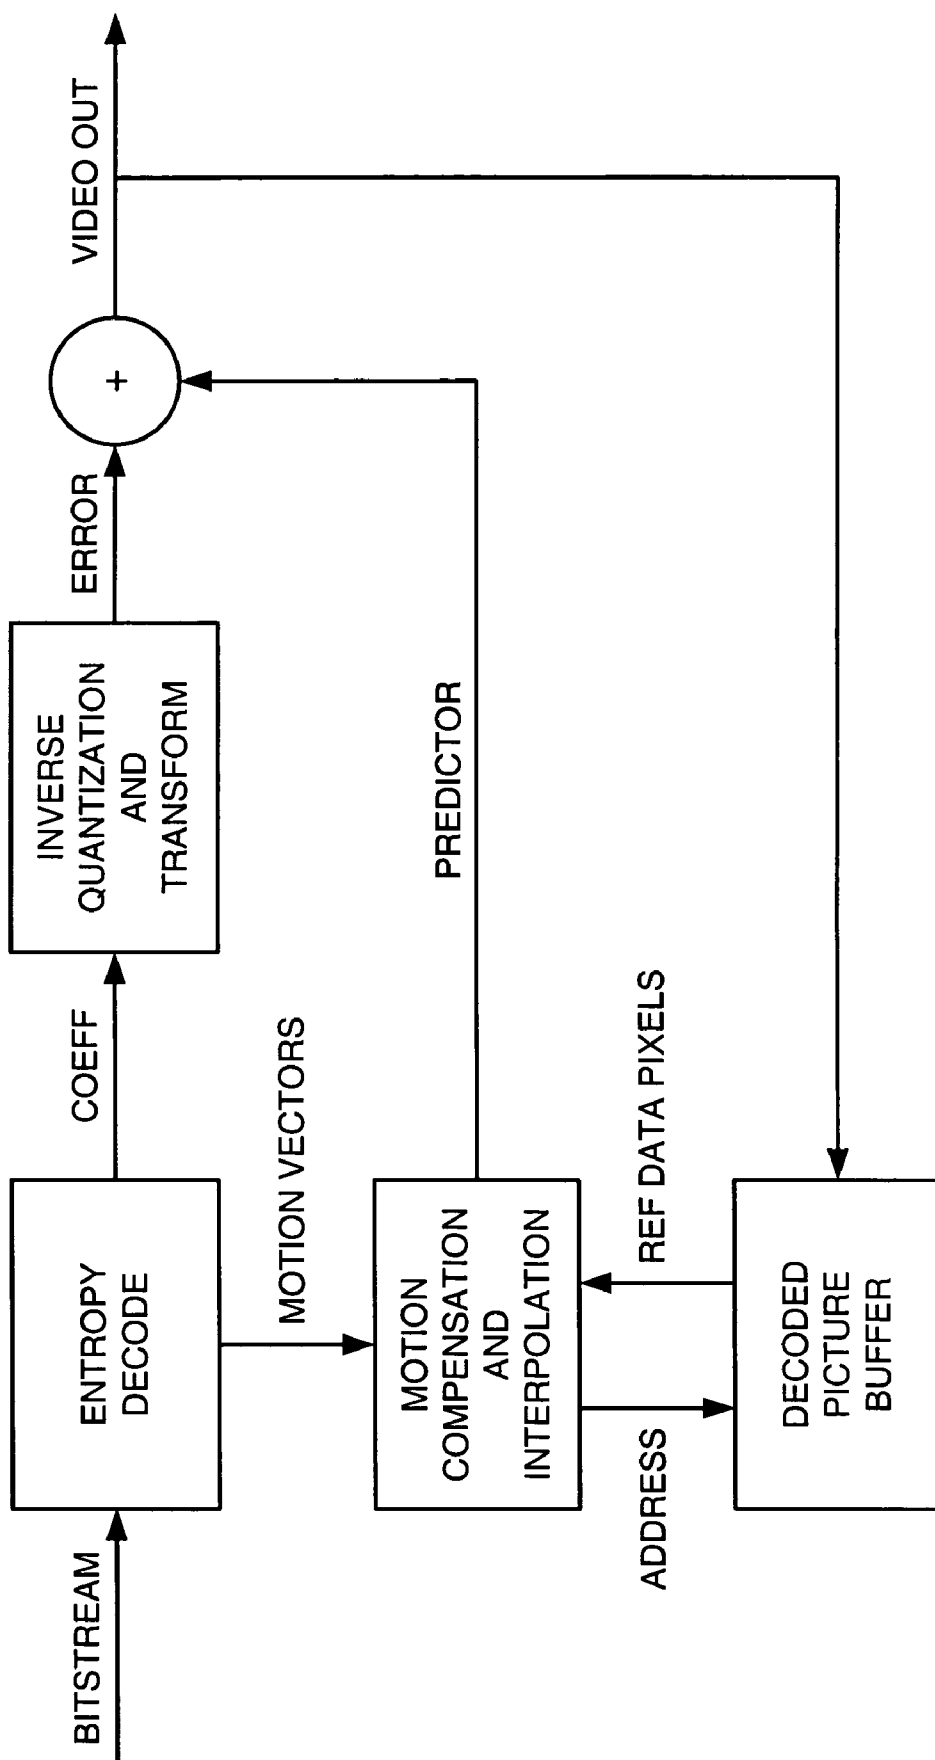 BITSTREAM
ENTROPY
DECODE
COEFF
INVERSE
QUANTIZATION
AND
TRANSFORM
ERROR
+
VIDEO OUT
MOTION VECTORS
MOTION
COMPENSATION
AND
INTERPOLATION
PREDICTOR
ADDRESS
REF DATA PIXELS
DECODED
PICTURE
BUFFER